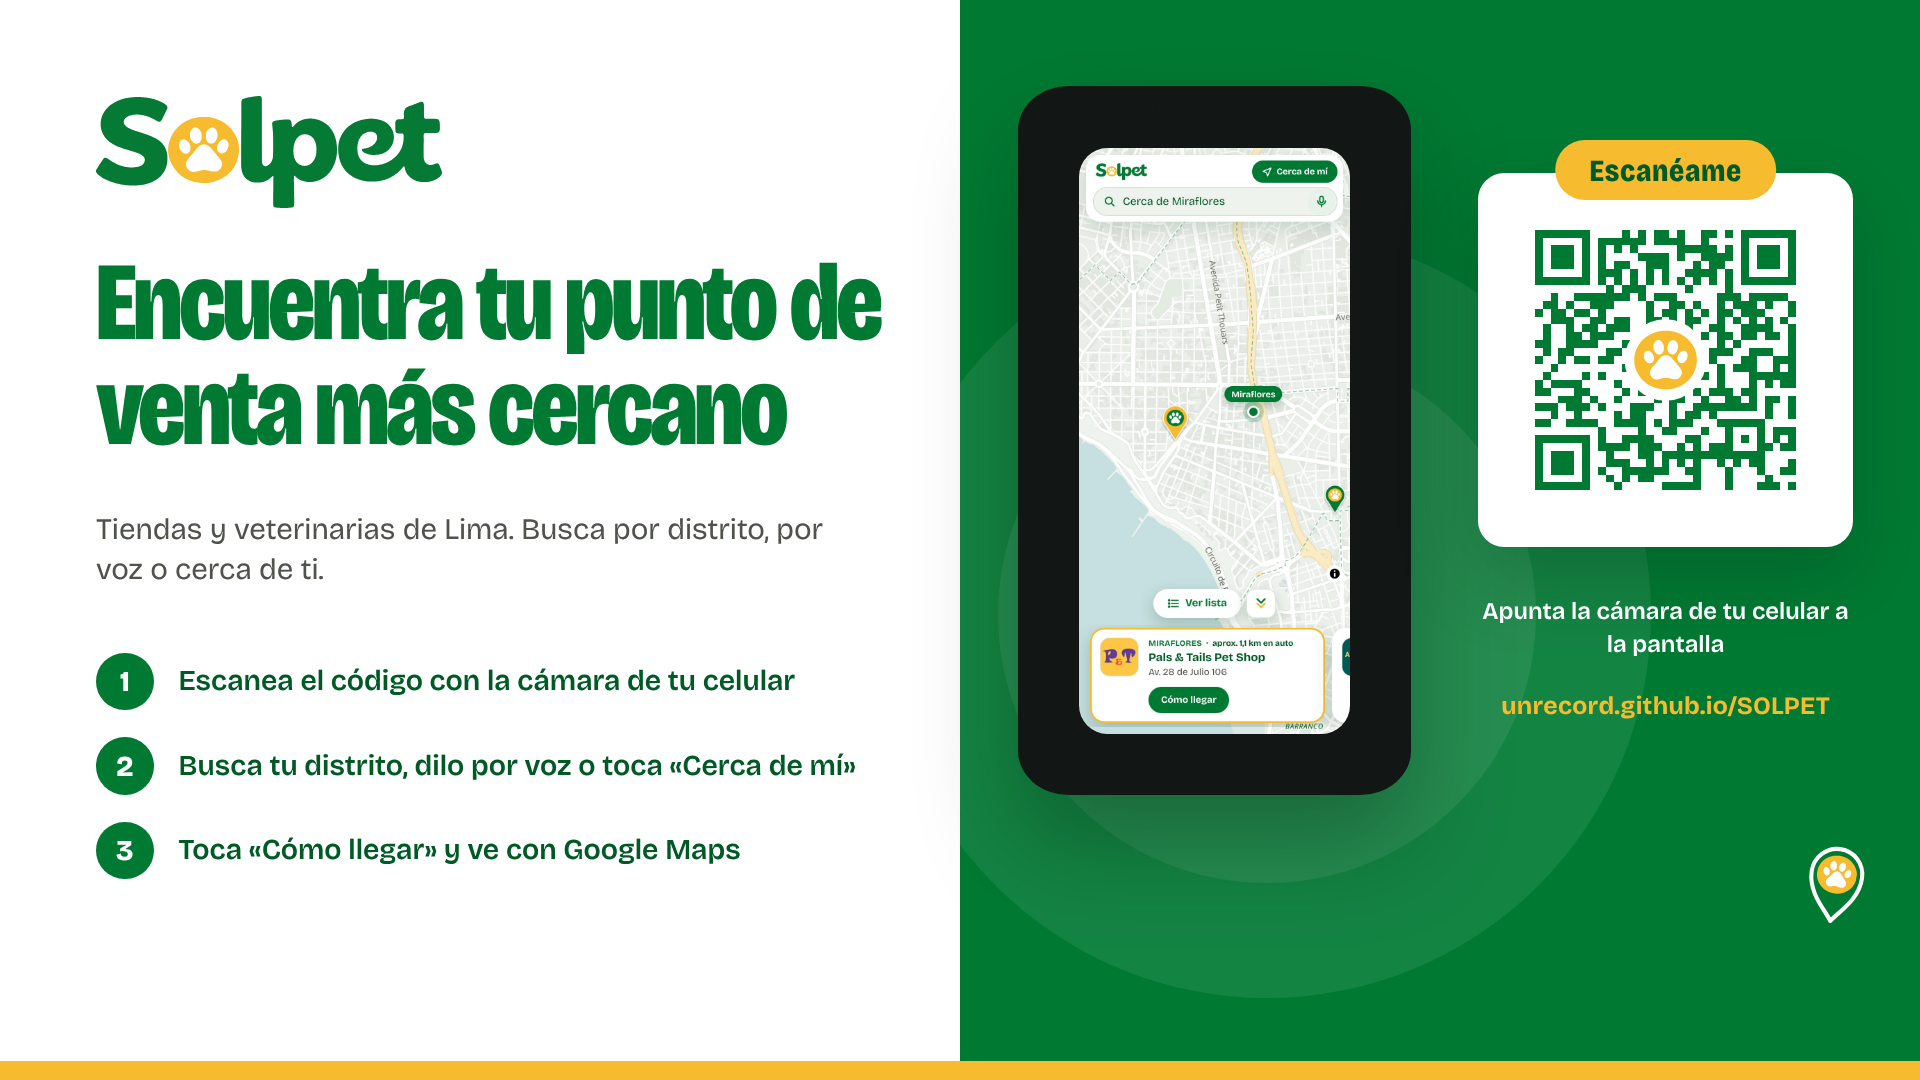 Solpet
Encuentra tu punto de
venta más cercano
Tiendas y veterinarias de Lima. Busca por distrito, por
voz o cerca de ti.
1 Escanea el código con la cámara de tu celular
2 Busca tu distrito, dilo por voz o toca «Cerca de mí»
3 Toca «Cómo llegar» y ve con Google Maps
Solpet
Cerca de mí
Cerca de Miraflores
Avenida Petit Thouars
Ave
Miraflores
Circuito de
Ver lista
MIRAFLORES · aprox. 1,1 km en auto
P&T
Pals & Tails Pet Shop
Av. 28 de Julio 106
Cómo llegar
BARRANCO
Escanéame
Apunta la cámara de tu celular a
la pantalla
unrecord.github.io/SOLPET